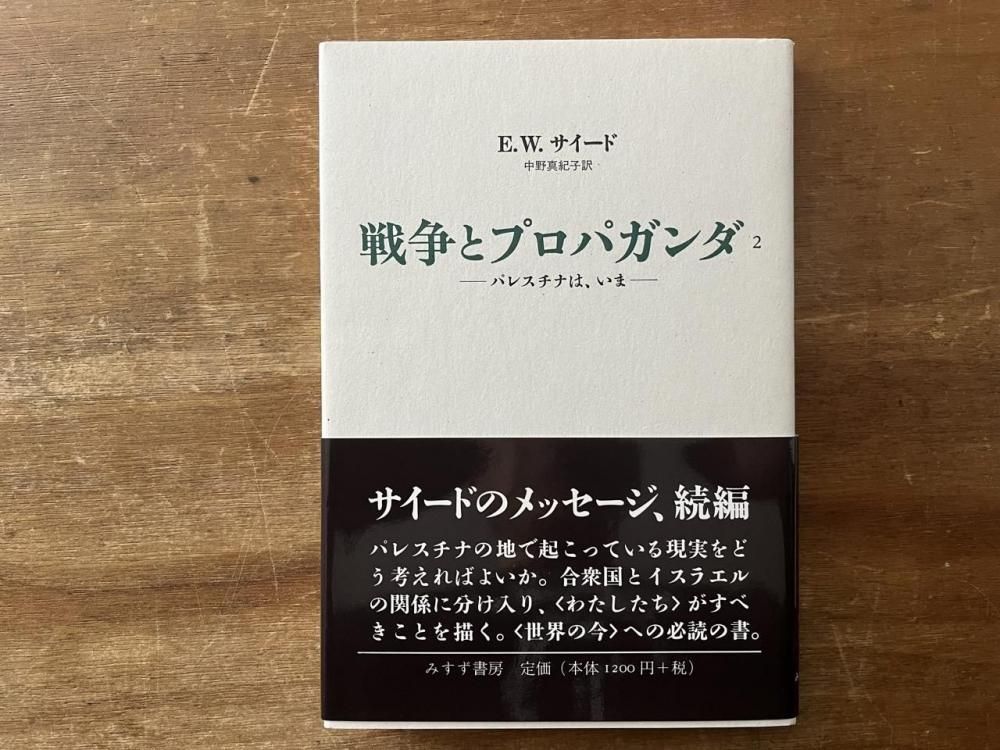 E.W. サイード
中野真紀子訳
戦争とプロパガンダ 2
—パレスチナは、いま—
サイードのメッセージ、続編
パレスチナの地で起こっている現実をど
う考えればよいか。合衆国とイスラエル
の関係に分け入り、〈わたしたち〉がすべ
きことを描く。〈世界の今〉への必読の書。
みすず書房 定価（本体1200円＋税）